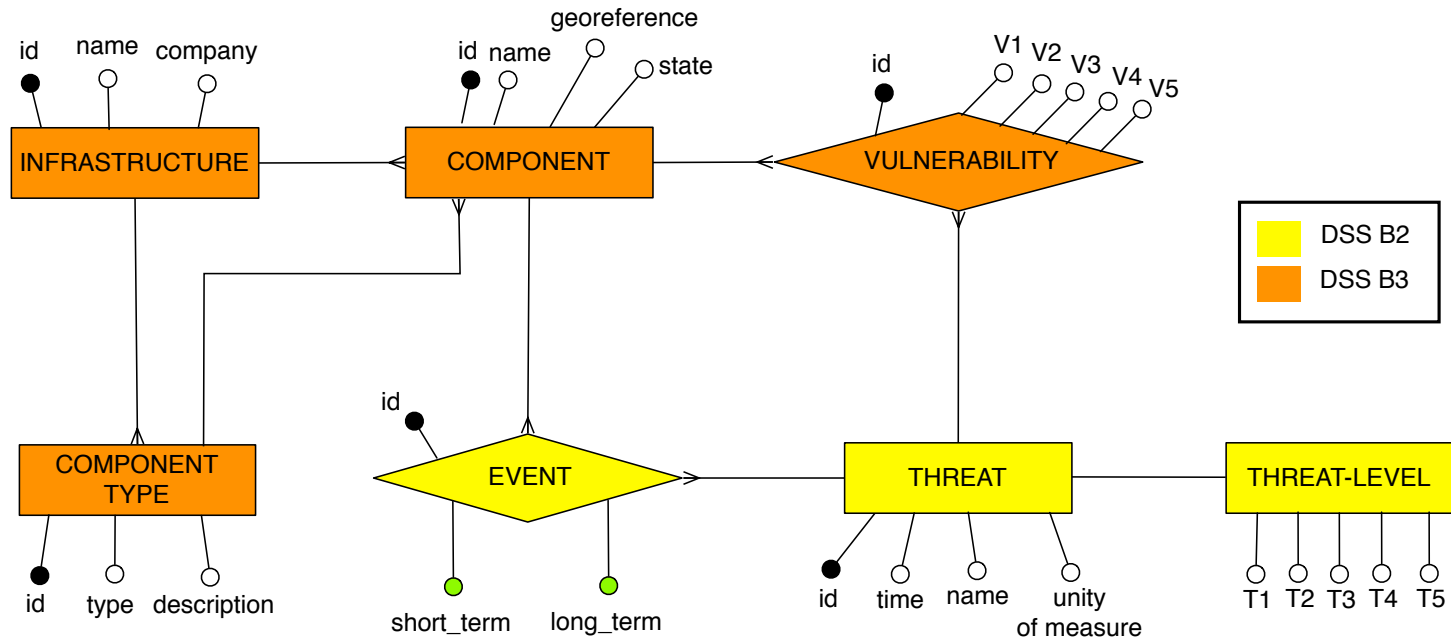 id
name
company
INFRASTRUCTURE
id
name
georeference
state
COMPONENT
id
V1
V2
V3
V4
V5
VULNERABILITY
DSS B2
DSS B3
COMPONENT
TYPE
id
type
description
id
EVENT
short_term
long_term
THREAT
id
time
name
unity
of measure
THREAT-LEVEL
T1
T2
T3
T4
T5